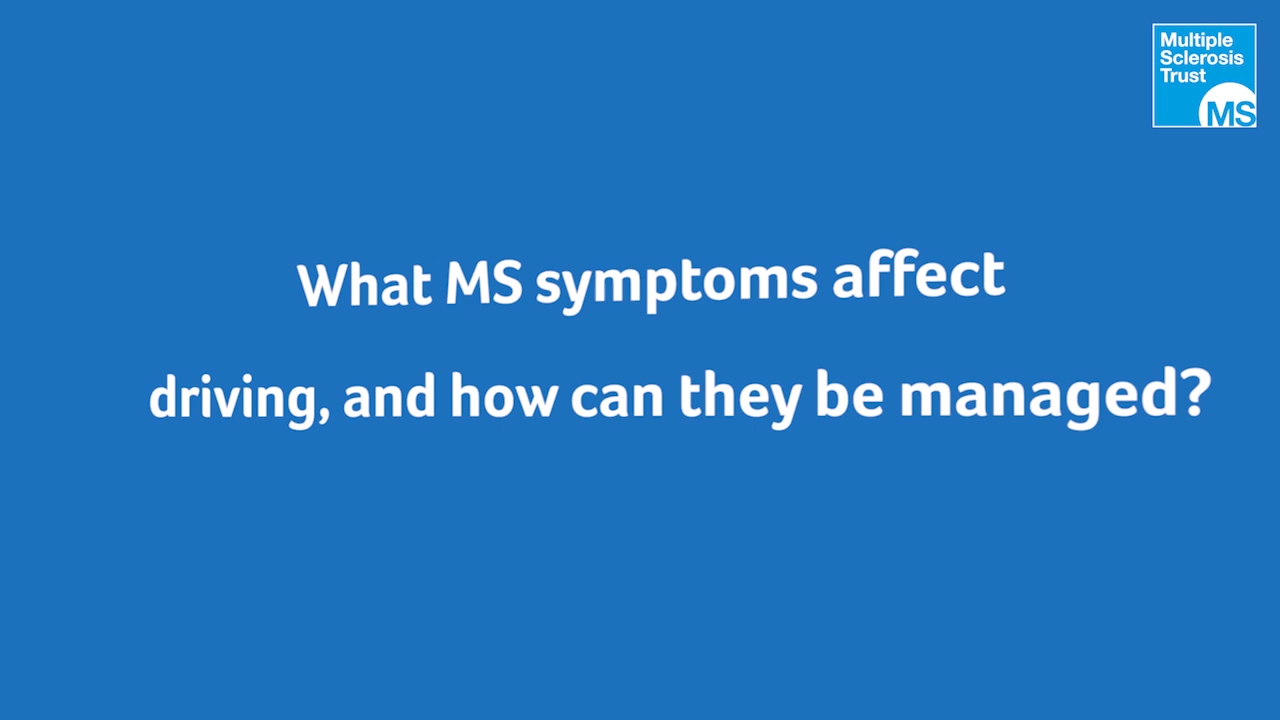 Multiple
Sclerosis
Trust
MS
What MS symptoms affect
driving, and how can they be managed?